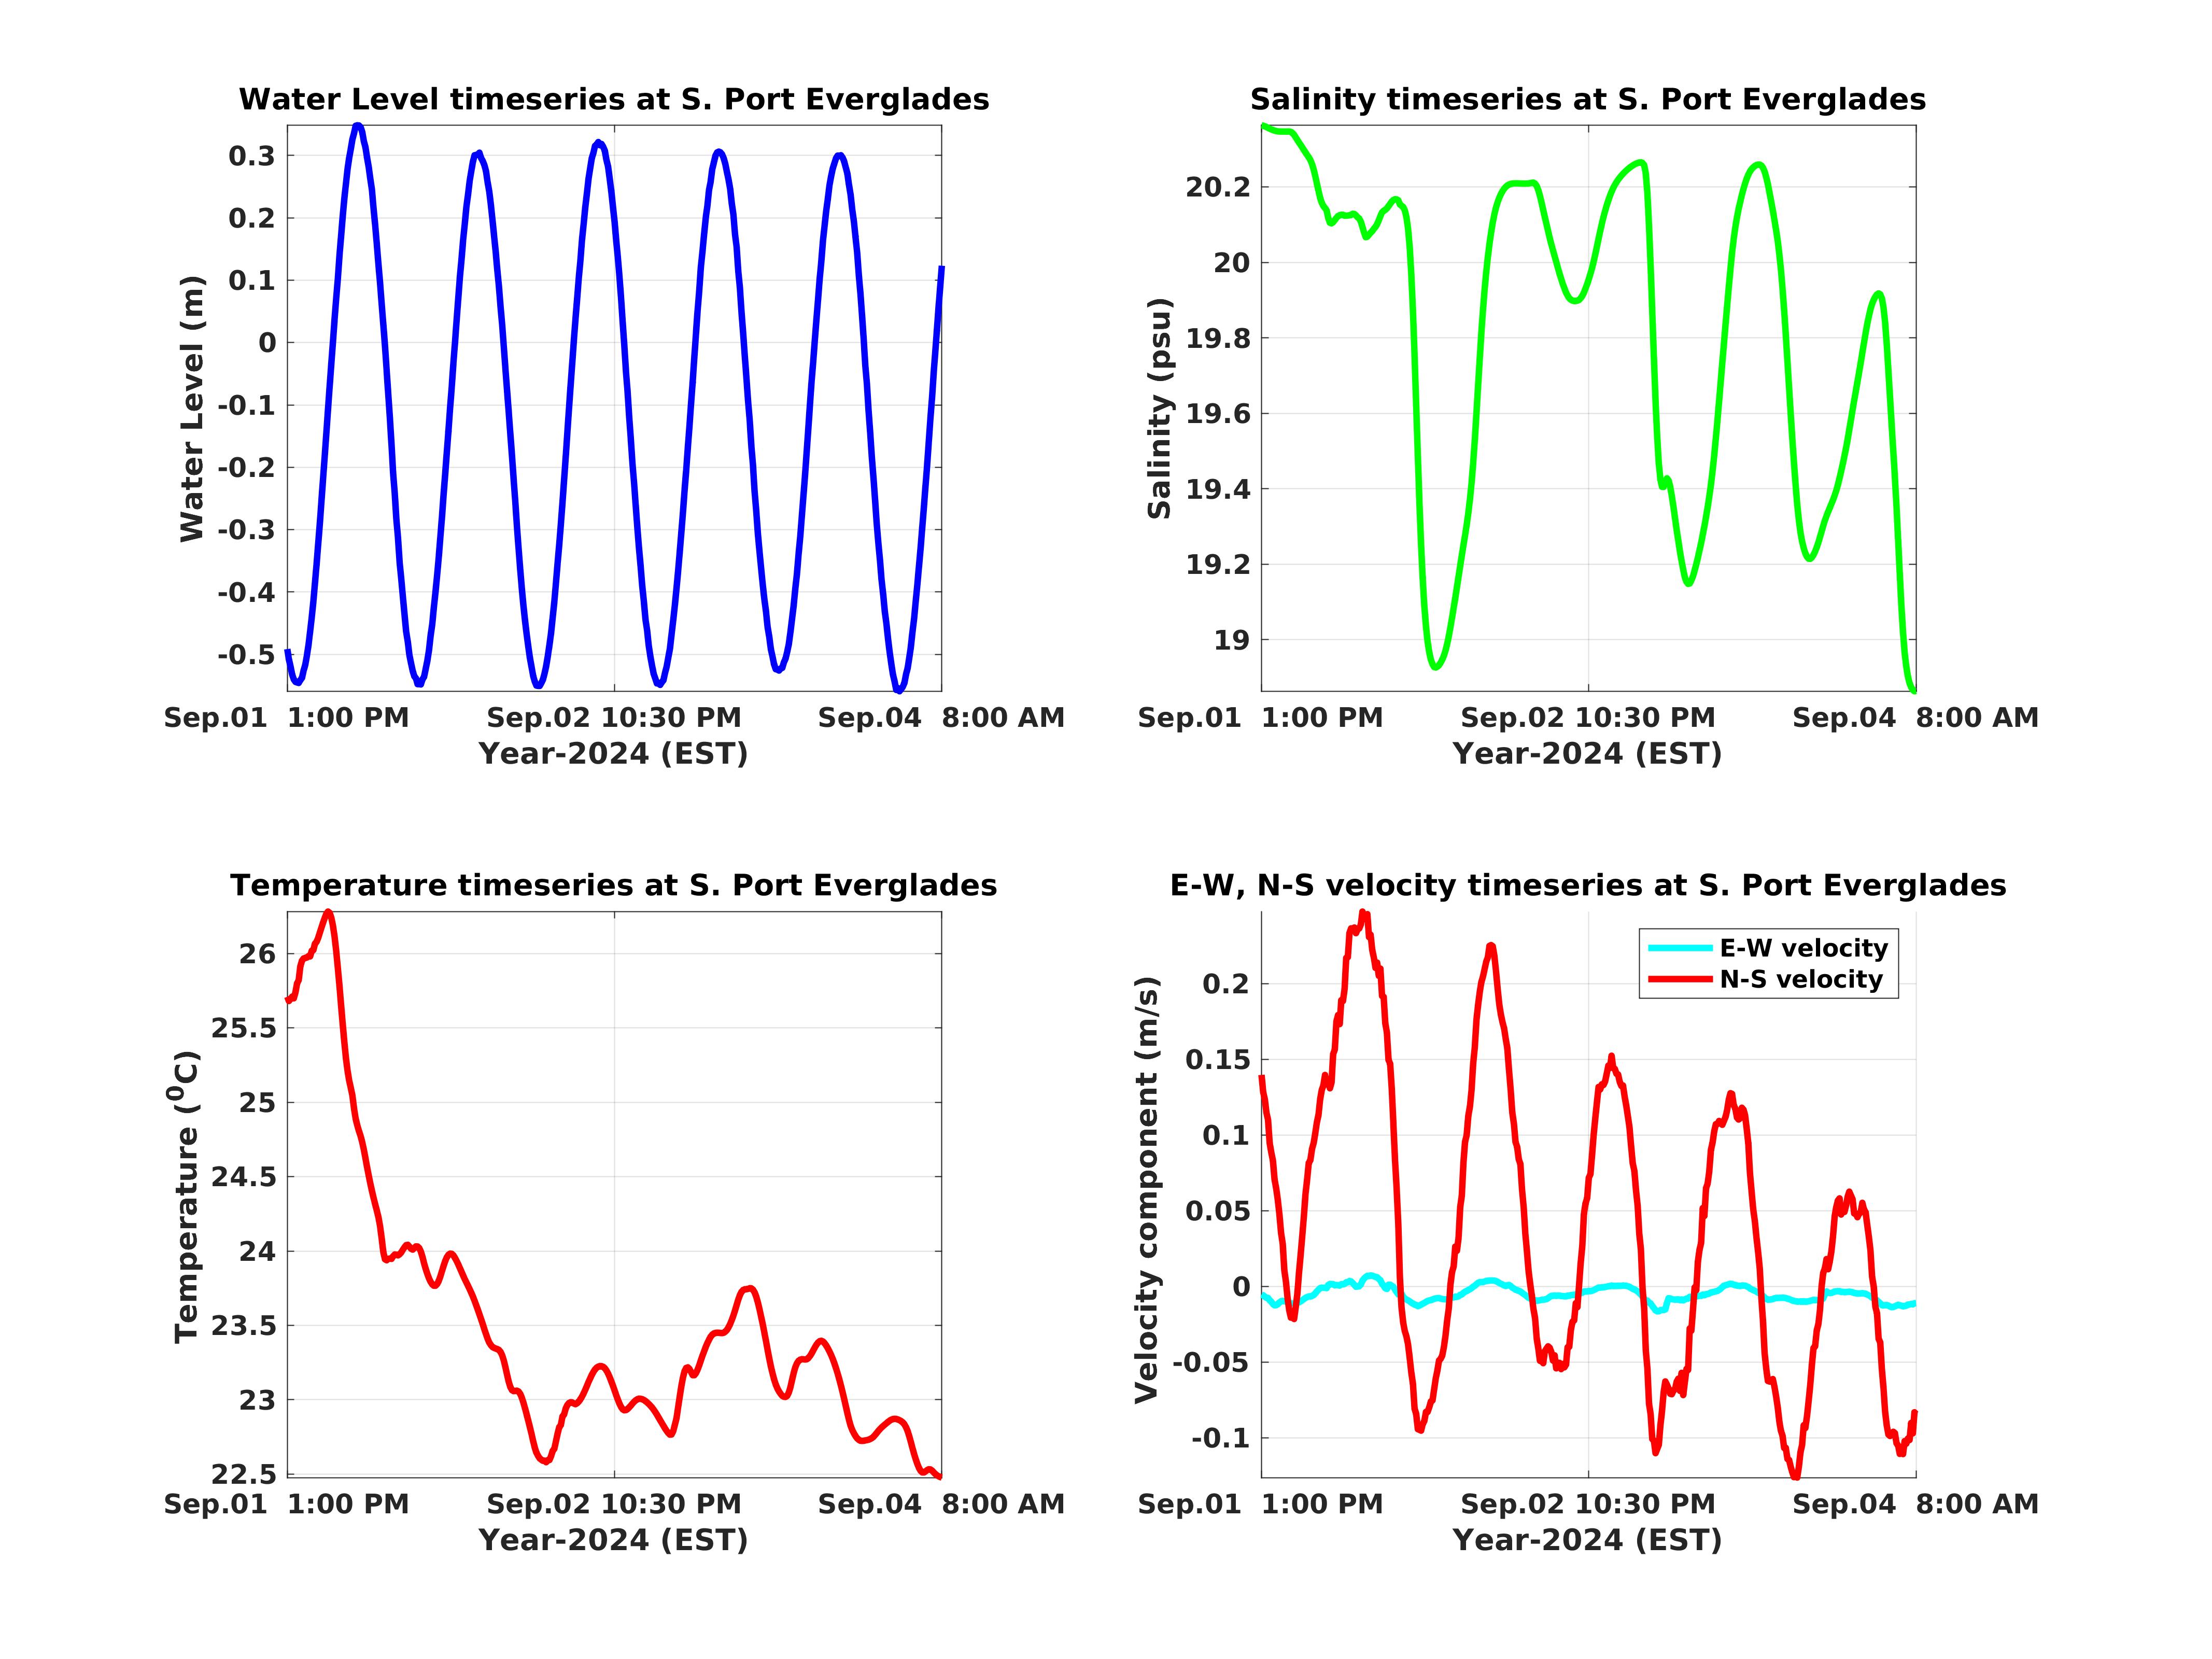 Water Level timeseries at S. Port Everglades
0.3
0.2
0.1
0
-0.1
-0.2
-0.3
-0.4
-0.5
Water Level (m)
Sep.01 1:00 PM Sep.02 10:30 PM Sep.04 8:00 AM
Year-2024 (EST)
Salinity timeseries at S. Port Everglades
20.2
20
19.8
19.6
19.4
19.2
19
Salinity (psu)
Sep.01 1:00 PM Sep.02 10:30 PM Sep.04 8:00 AM
Year-2024 (EST)
Temperature timeseries at S. Port Everglades
26
25.5
25
24.5
24
23.5
23
22.5
Temperature (⁰C)
Sep.01 1:00 PM Sep.02 10:30 PM Sep.04 8:00 AM
Year-2024 (EST)
E-W, N-S velocity timeseries at S. Port Everglades
E-W velocity
N-S velocity
0.2
0.15
0.1
0.05
0
-0.05
-0.1
Velocity component (m/s)
Sep.01 1:00 PM Sep.02 10:30 PM Sep.04 8:00 AM
Year-2024 (EST)